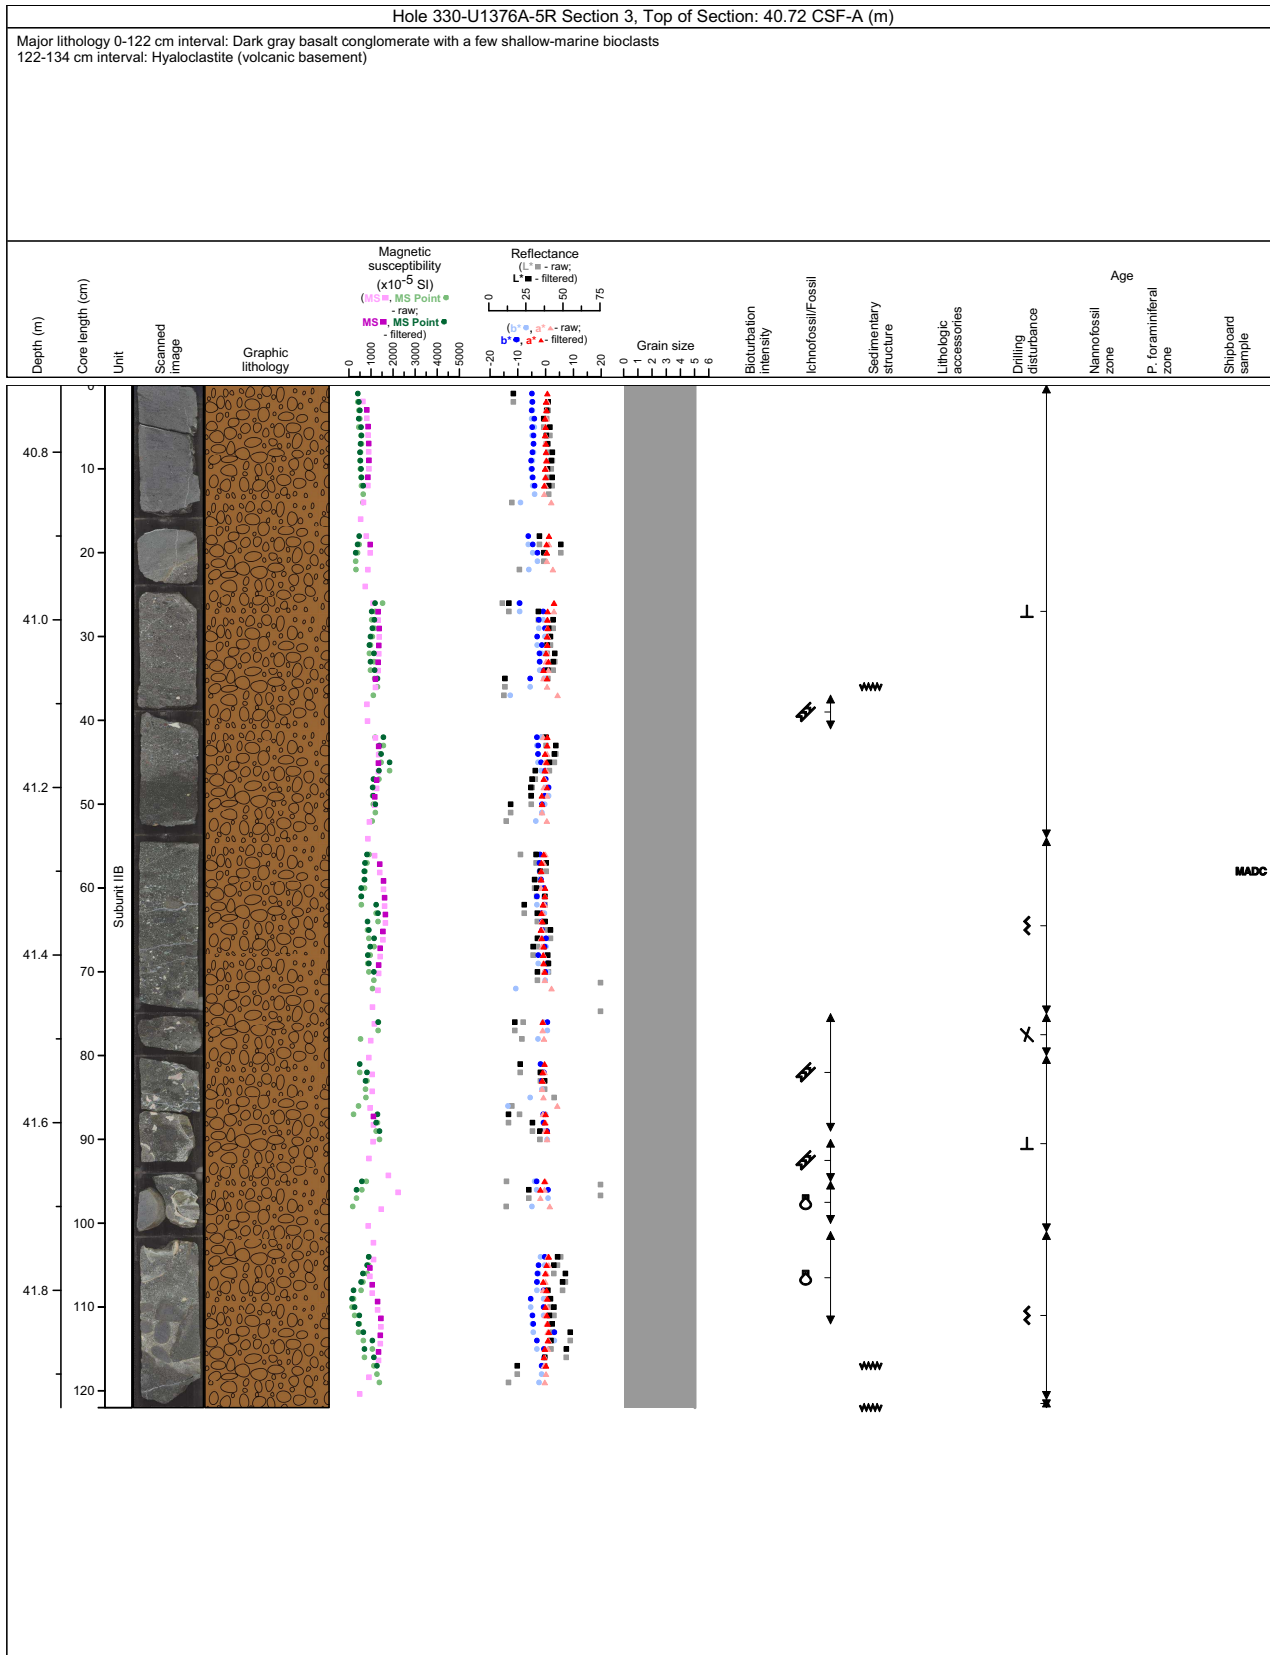 Hole 330-U1376A-5R Section 3, Top of Section: 40.72 CSF-A (m)
Major lithology 0-122 cm interval: Dark gray basalt conglomerate with a few shallow-marine bioclasts
122-134 cm interval: Hyaloclastite (volcanic basement)
Depth (m)
Core length (cm)
Unit
Scanned
image
Graphic
lithology
Magnetic
susceptibility
(x10-5 SI)
(MS, MS Point
- raw;
MS, MS Point
- filtered)
0
1000
2000
3000
4000
5000
Reflectance
(L* - raw;
L* - filtered)
0
25
50
75
(b*, a* - raw;
b*, a* - filtered)
-20
-10
0
10
20
Grain size
0
1
2
3
4
5
6
Bioturbation
intensity
Ichnofossil/Fossil
Sedimentary
structure
Lithologic
accessories
Drilling
disturbance
Age
Nannofossil
zone
P. foraminiferal
zone
Shipboard
sample
0
40.8
10
20
41.0
30
40
41.2
50
MADC
60
Subunit IIB
41.4
70
80
41.6
90
100
41.8
110
120